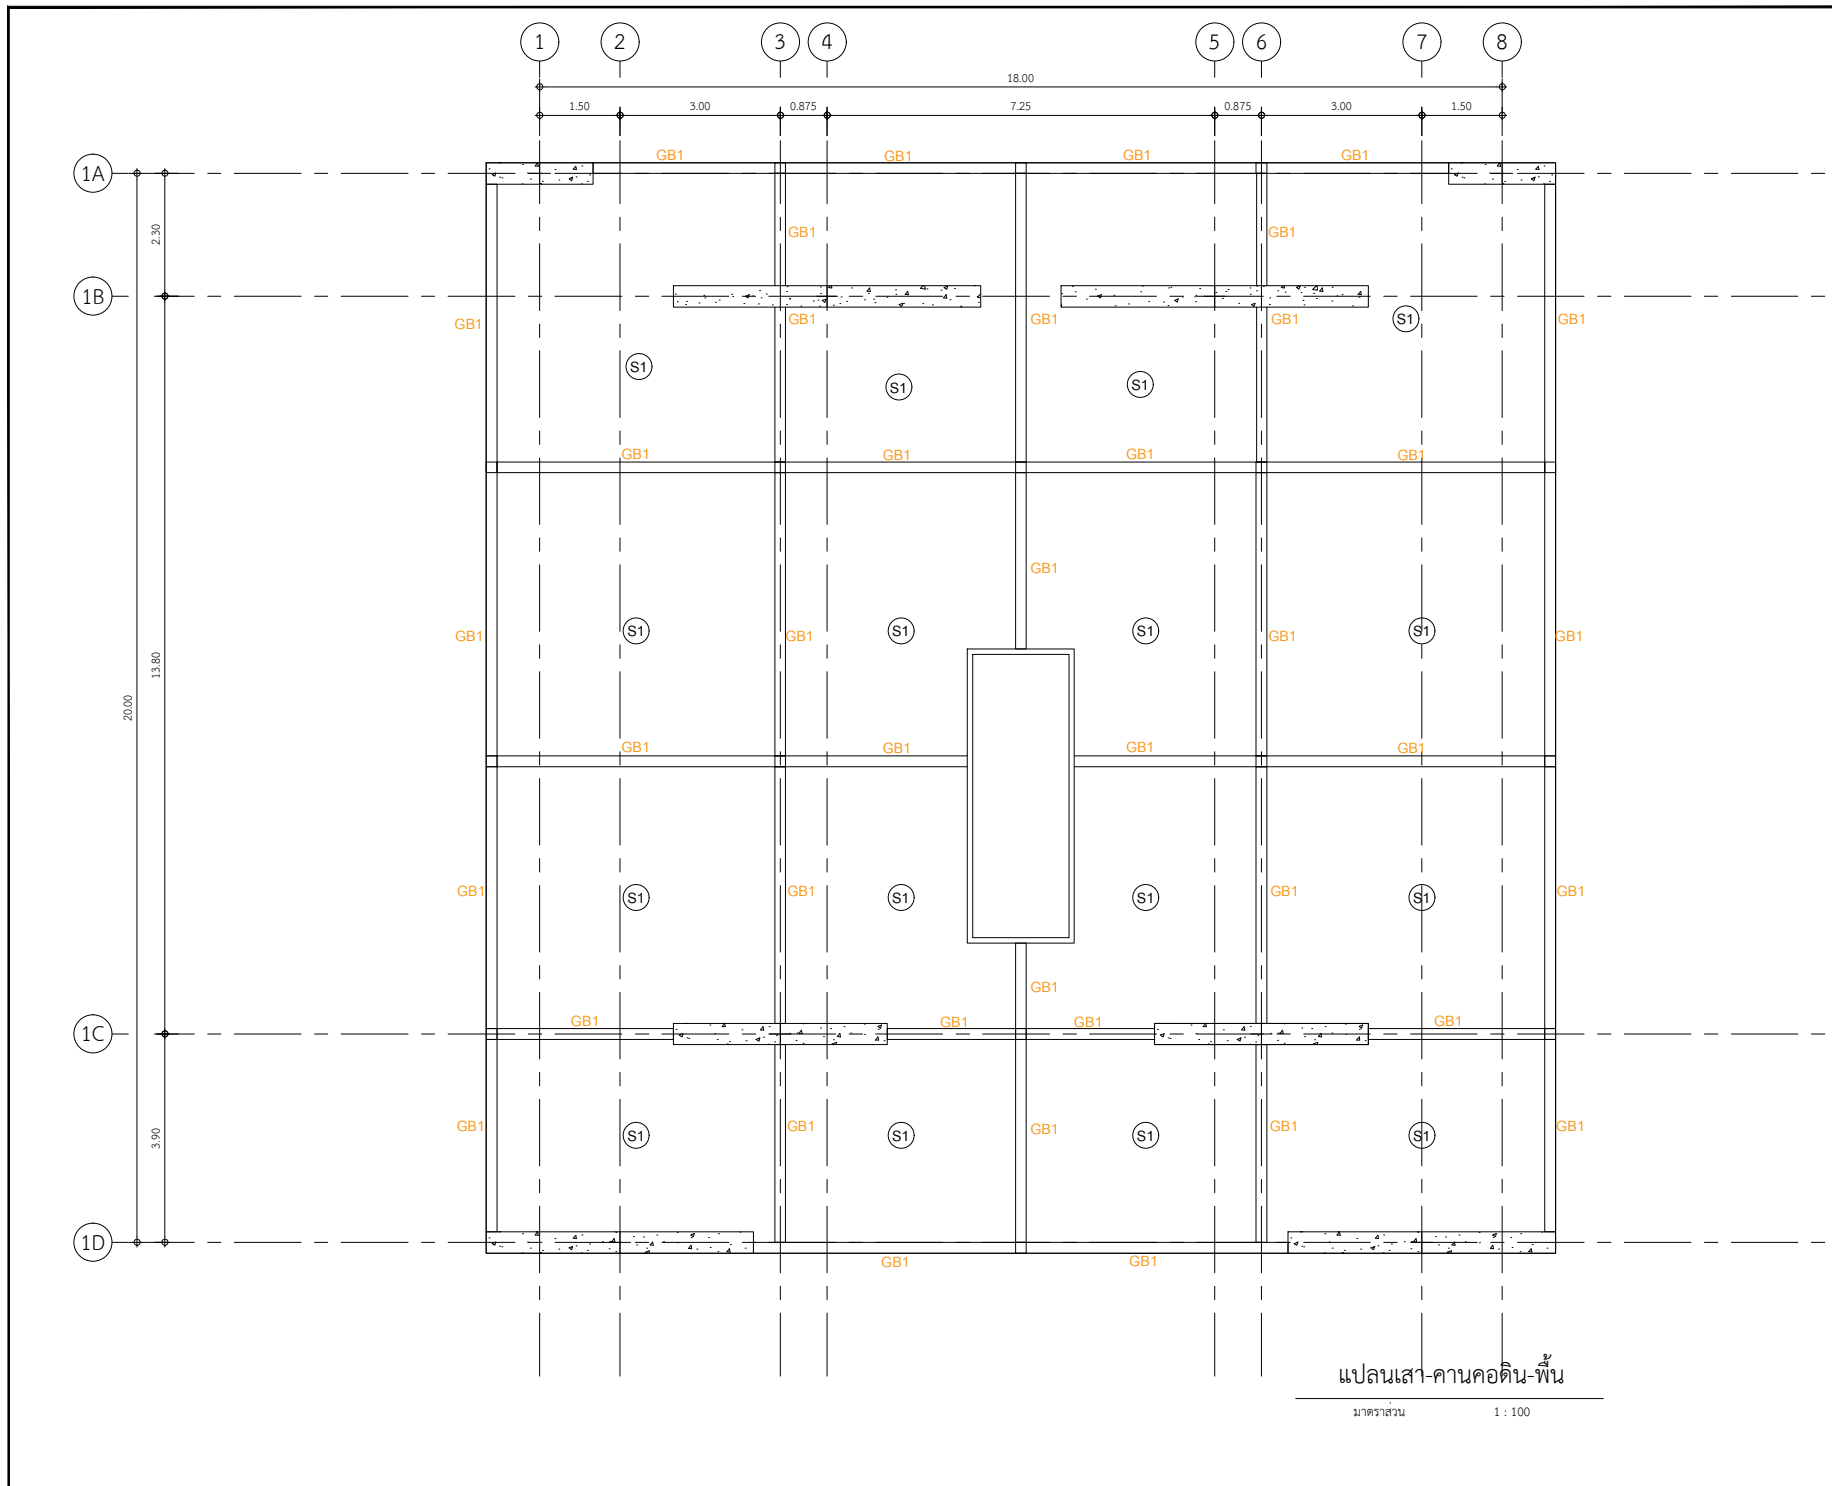 1 2 3 4 5 6 7 8
18.00
1.50 3.00 0.875 7.25 0.875 3.00 1.50
GB1 GB1 GB1 GB1
1A
2.30
GB1 GB1
1B
GB1 GB1 GB1 GB1 S1 GB1
S1 S1 S1
GB1 GB1 GB1 GB1
GB1
GB1 S1 GB1 S1 S1 GB1 S1 GB1
13.80
20.00
GB1 GB1 GB1 GB1
GB1 S1 GB1 S1 S1 GB1 S1 GB1
GB1
GB1 GB1 GB1 GB1
1C
GB1 S1 GB1 S1 GB1 S1 GB1 S1 GB1
3.90
1D
GB1 GB1
แปลนเสา-คานคอดิน-พื้น
มาตราส่วน 1 : 100